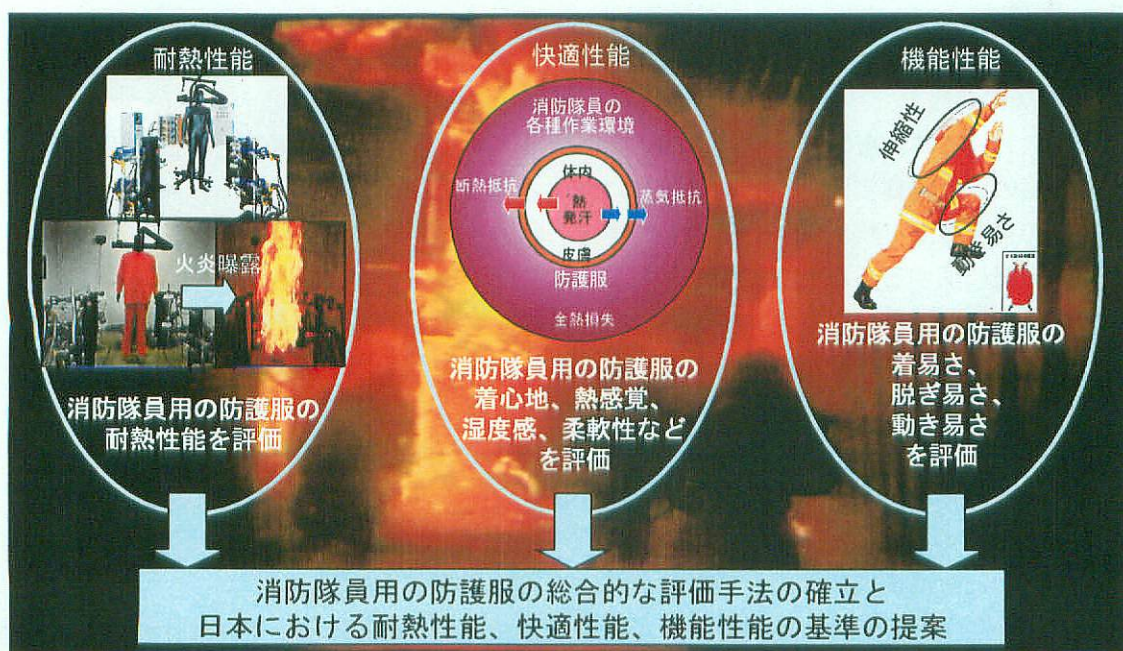 耐熱性能
火炎曝露
消防隊員用の防護服の
耐熱性能を評価
快適性能
消防隊員の
各種作業環境
断熱抵抗
体内
熱
発汗
蒸気抵抗
皮膚
防護服
全熱損失
消防隊員用の防護服の
着心地、熱感覚、
湿度感、柔軟性など
を評価
機能性能
伸縮性
動き易さ
消防隊員用の防護服の
着易さ、
脱ぎ易さ、
動き易さ
を評価
消防隊員用の防護服の総合的な評価手法の確立と
日本における耐熱性能、快適性能、機能性能の基準の提案